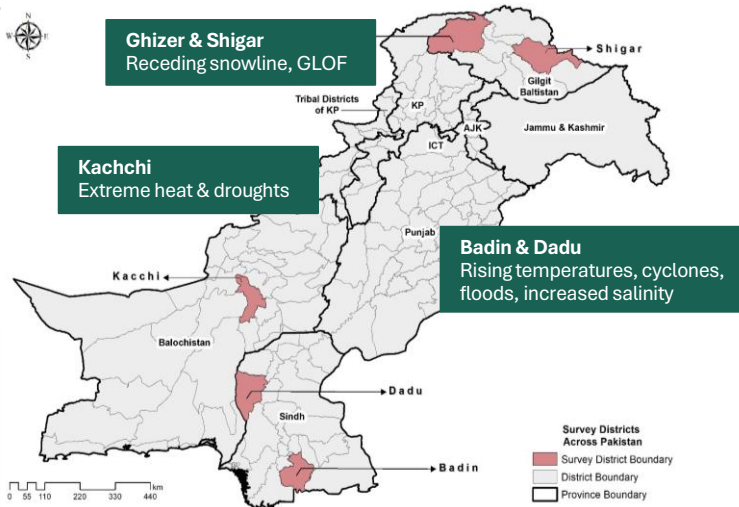 N
W E
S
Ghizer & Shigar
Receding snowline, GLOF
Shigar
Gilgit
Baltistan
Tribal Districts
of KP
KP
AJK
Jammu & Kashmir
ICT
Kachchi
Extreme heat & droughts
Punjab
Badin & Dadu
Rising temperatures, cyclones,
floods, increased salinity
Kacchi
Balochistan
Dadu
Sindh
Badin
Survey Districts
Across Pakistan
Survey District Boundary
District Boundary
Province Boundary
km
0 55 110 220 330 440